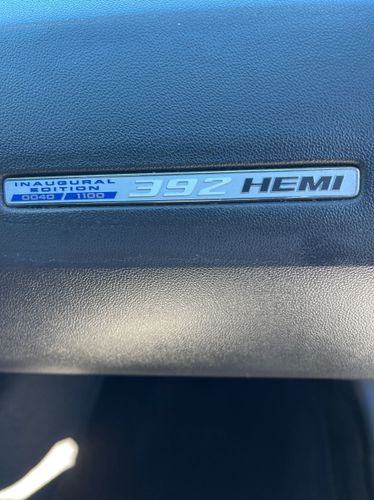 INAUGURAL
EDITION
0040 / 1100
392 HEMI